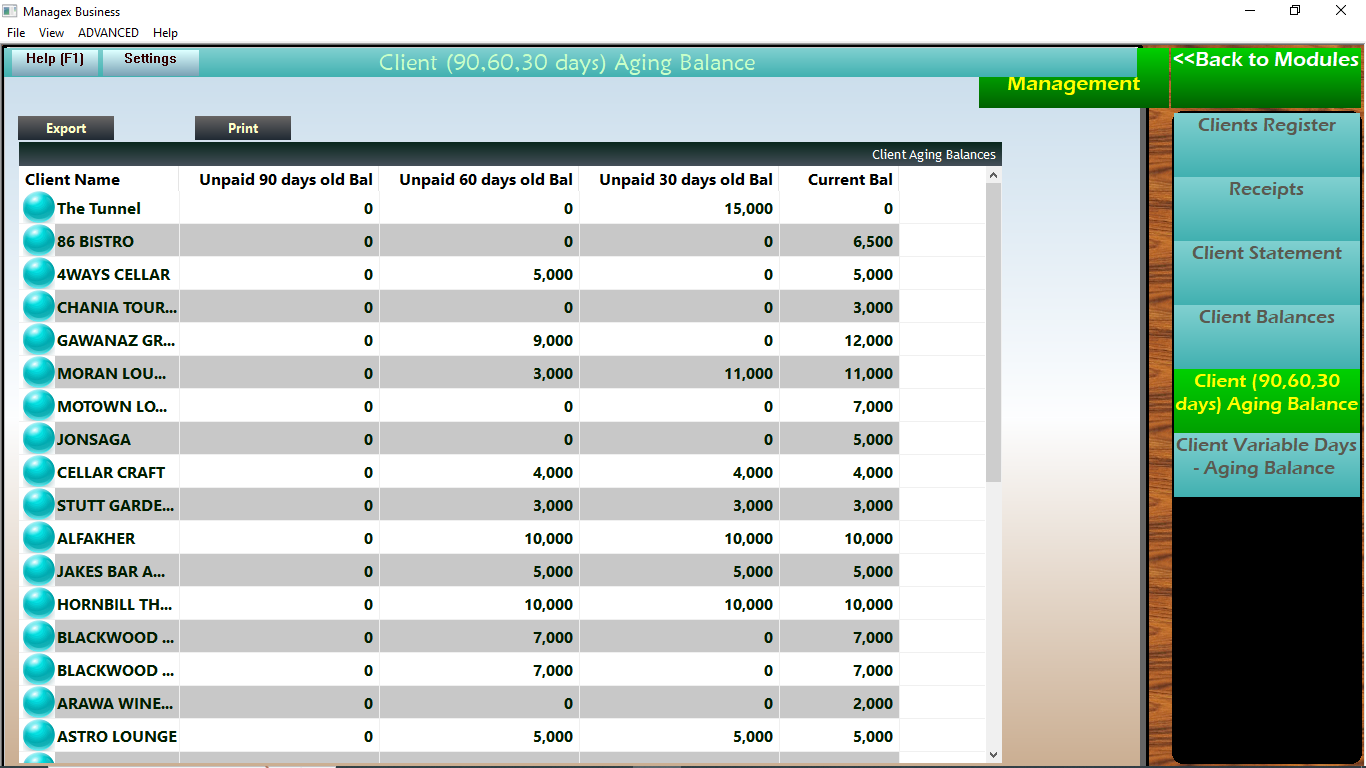 Managex Business
File View ADVANCED Help
Help (F1) Settings Client (90,60,30 days) Aging Balance <<Back to Modules
Management
Export Print
Client Aging Balances
Client Name Unpaid 90 days old Bal Unpaid 60 days old Bal Unpaid 30 days old Bal Current Bal
The Tunnel 0 0 15,000 0
86 BISTRO 0 0 0 6,500
4WAYS CELLAR 0 5,000 0 5,000
CHANIA TOUR... 0 0 0 3,000
GAWANAZ GR... 0 9,000 0 12,000
MORAN LOU... 0 3,000 11,000 11,000
MOTOWN LO... 0 0 0 7,000
JONSAGA 0 0 0 5,000
CELLAR CRAFT 0 4,000 4,000 4,000
STUTT GARDE... 0 3,000 3,000 3,000
ALFAKHER 0 10,000 10,000 10,000
JAKES BAR A... 0 5,000 5,000 5,000
HORNBILL TH... 0 10,000 10,000 10,000
BLACKWOOD ... 0 7,000 0 7,000
BLACKWOOD ... 0 7,000 0 7,000
ARAWA WINE... 0 0 0 2,000
ASTRO LOUNGE 0 5,000 5,000 5,000
Clients Register
Receipts
Client Statement
Client Balances
Client (90,60,30
days) Aging Balance
Client Variable Days
- Aging Balance